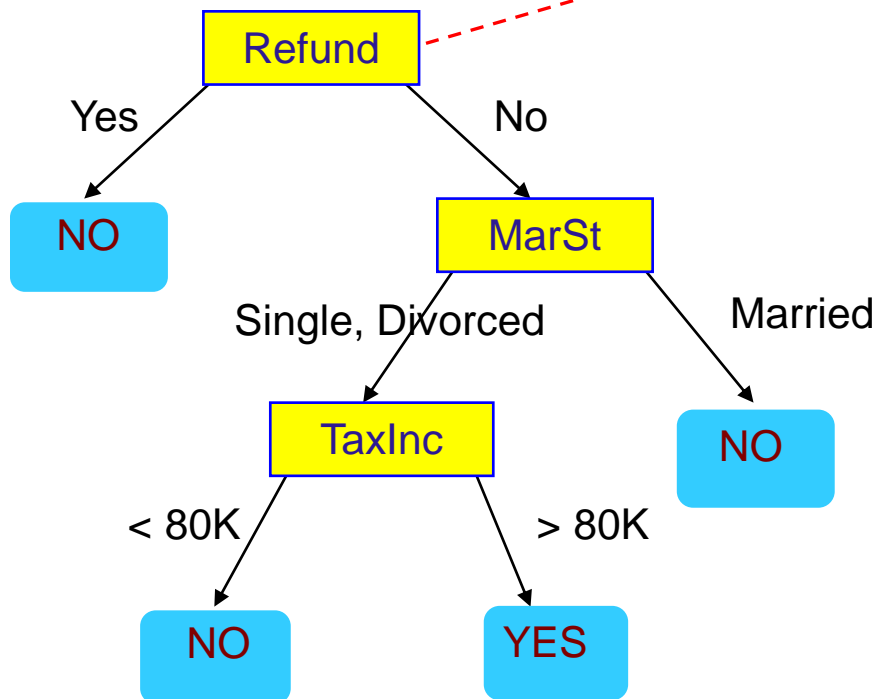 Refund
Yes
No
NO
MarSt
Single, Divorced
Married
TaxInc
NO
< 80K
> 80K
NO
YES